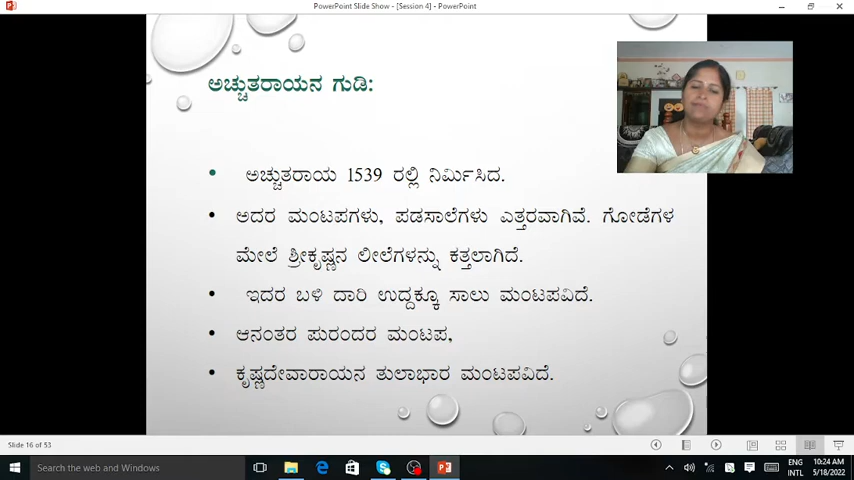 PowerPoint Slide Show - [Session 4] - PowerPoint
ಅಚ್ಚುತರಾಯನ ಗುಡಿ:
• ಅಚ್ಚುತರಾಯ 1539 ರಲ್ಲಿ ನಿರ್ಮಿಸಿದ.
• ಅದರ ಮಂಟಪಗಳು, ಪಡಸಾಲೆಗಳು ಎತ್ತರವಾಗಿವೆ. ಗೋಡೆಗಳ
ಮೇಲೆ ಶ್ರೀಕೃಷ್ಣನ ಲೀಲೆಗಳನ್ನು ಕತ್ತಲಾಗಿದೆ.
• ಇದರ ಬಳಿ ದಾರಿ ಉದ್ದಕ್ಕೂ ಸಾಲು ಮಂಟಪವಿದೆ.
• ಆನಂತರ ಪುರಂದರ ಮಂಟಪ,
• ಕೃಷ್ಣದೇವಾರಾಯನ ತುಲಾಭಾರ ಮಂಟಪವಿದೆ.
Slide 16 of 53
Search the web and Windows
ENG
INTL
10:24 AM
5/18/2022